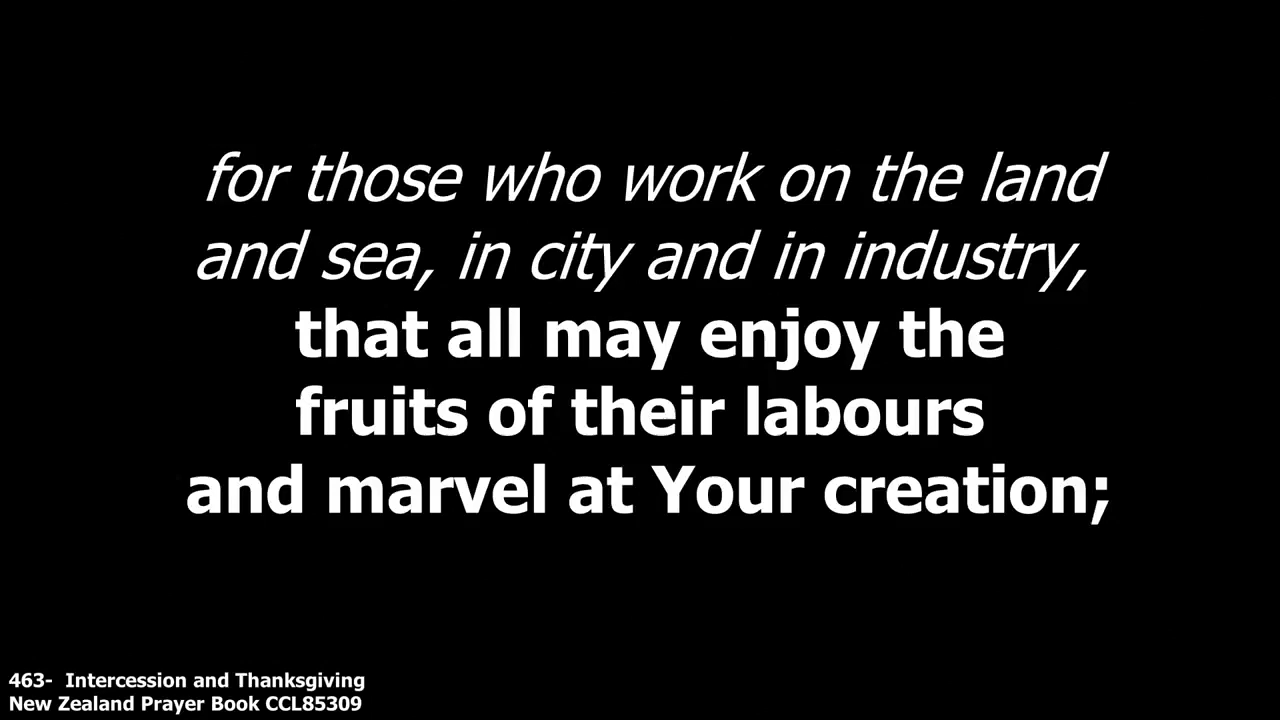 for those who work on the land
and sea, in city and in industry,
that all may enjoy the
fruits of their labours
and marvel at Your creation;
463-  Intercession and Thanksgiving
New Zealand Prayer Book CCL85309